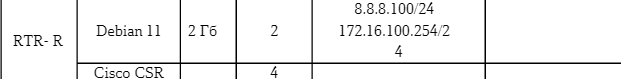 RTR- R
Debian 11
2 Гб
2
8.8.8.100/24
172.16.100.254/2
4
Cisco CSR
4